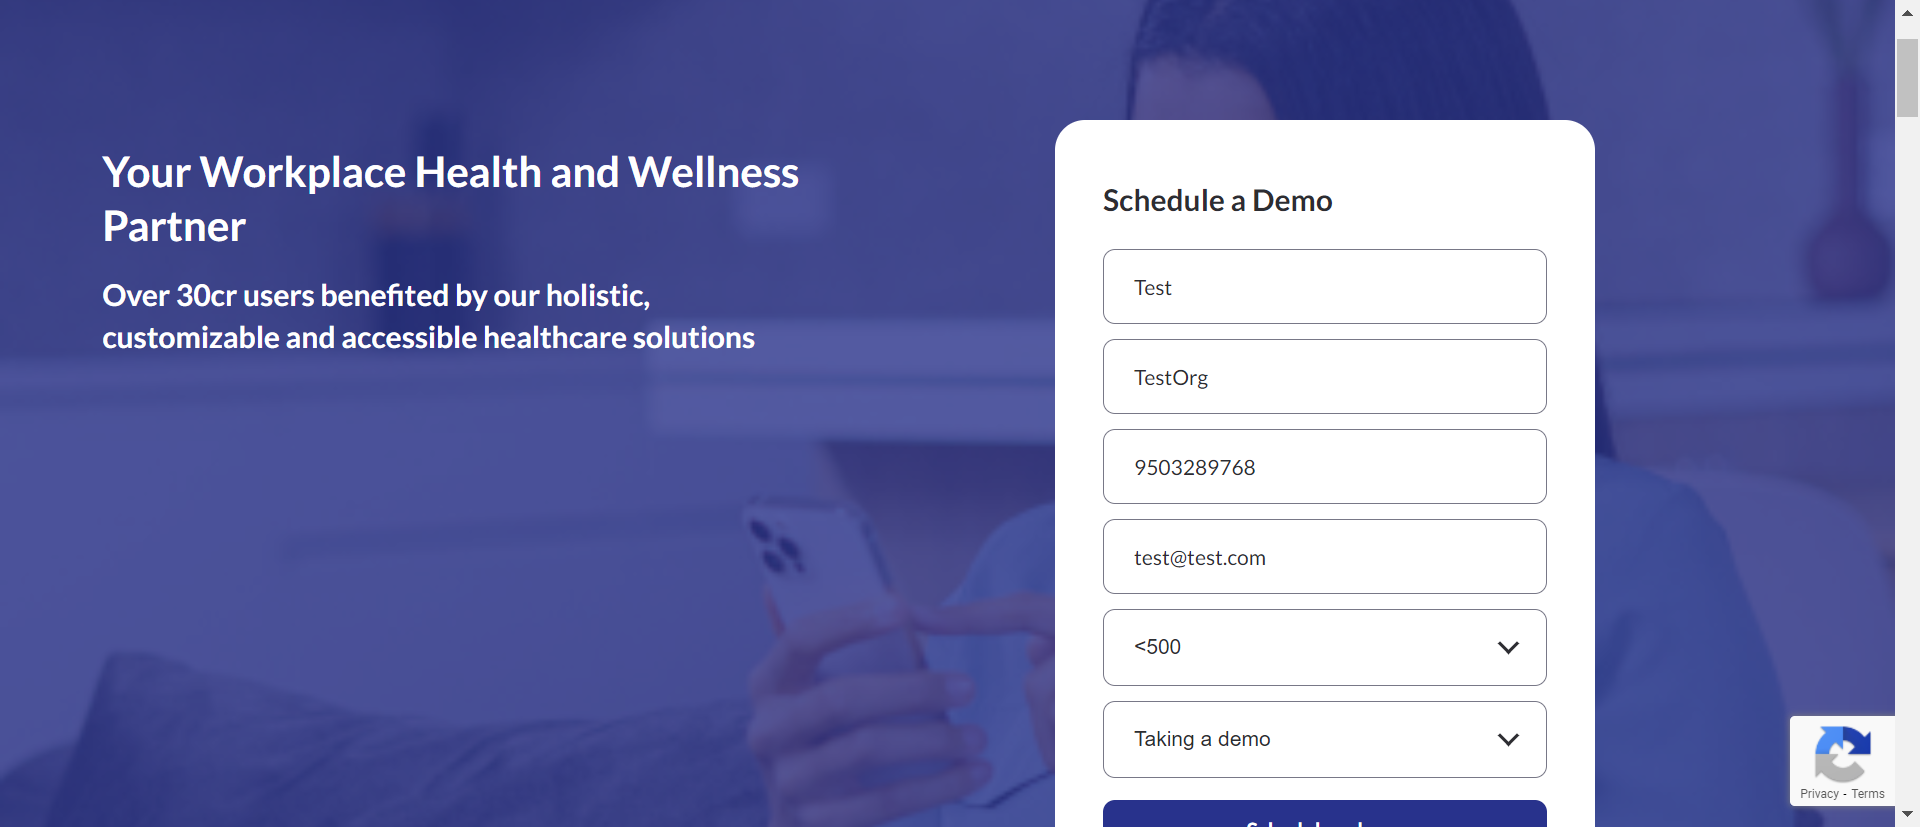 Your Workplace Health and Wellness
Partner
Over 30cr users benefited by our holistic,
customizable and accessible healthcare solutions
Schedule a Demo
Test
TestOrg
9503289768
test@test.com
<500
Taking a demo
Privacy - Terms